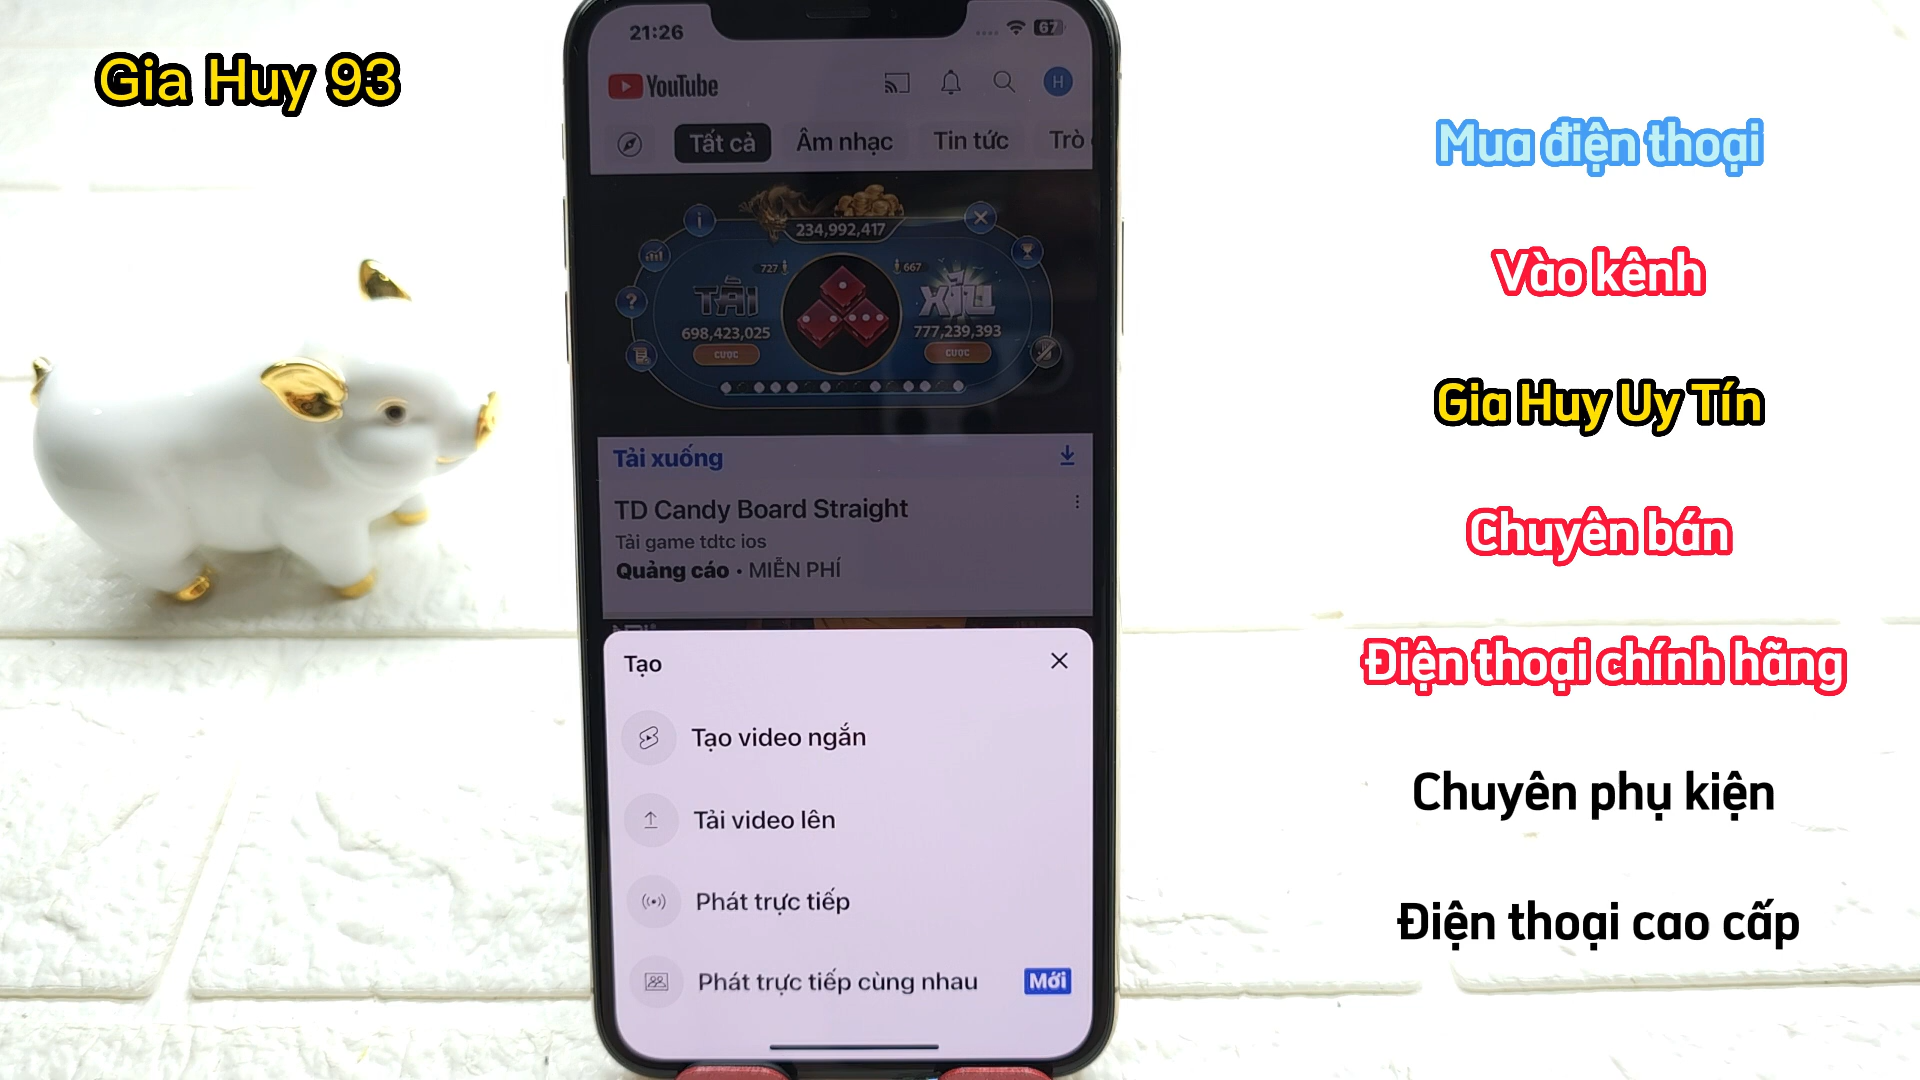 Gia Huy 93
21:26
67
YouTube
H
Tất cả
Âm nhạc
Tin tức
Trò
234,992,417
727
667
TÀI
XỈU
698,423,025
777,239,393
CƯỢC
CƯỢC
Tải xuống
TD Candy Board Straight
Tải game tdtc ios
Quảng cáo • MIỄN PHÍ
Tạo
Tạo video ngắn
Tải video lên
Phát trực tiếp
Phát trực tiếp cùng nhau
Mới
Mua điện thoại
Vào kênh
Gia Huy Uy Tín
Chuyên bán
Điện thoại chính hãng
Chuyên phụ kiện
Điện thoại cao cấp